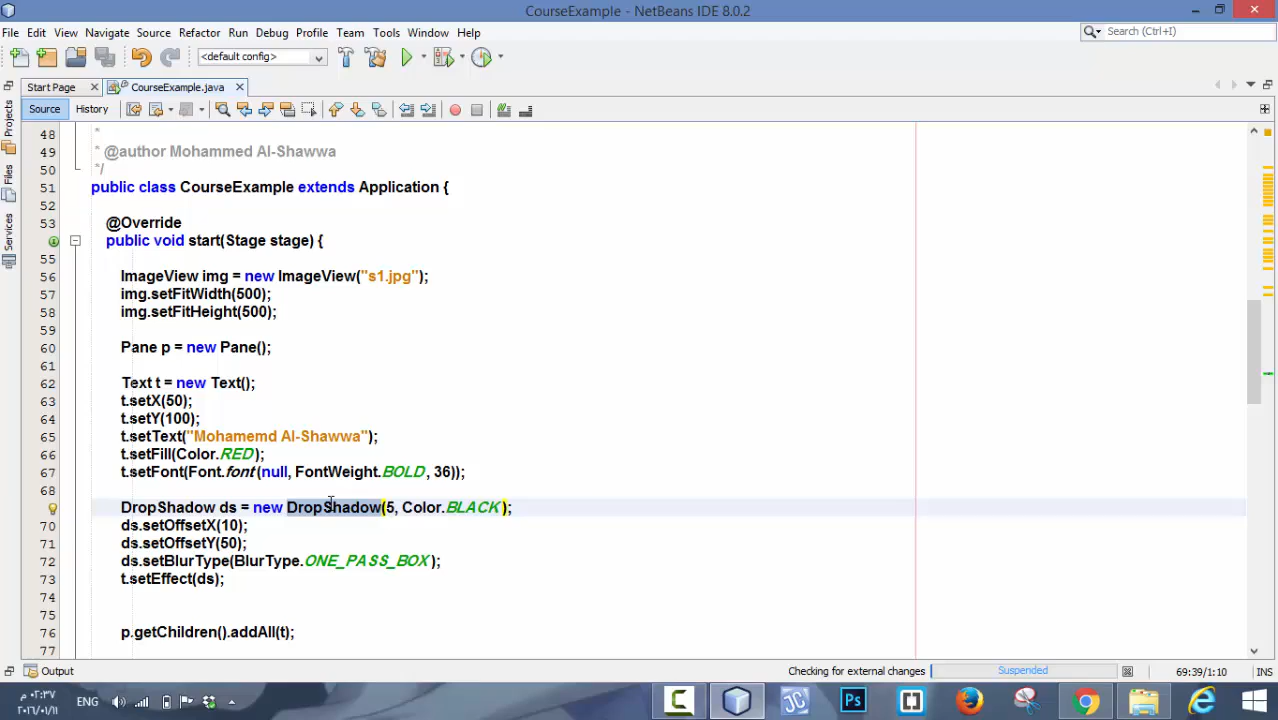 CourseExample - NetBeans IDE 8.0.2
File Edit View Navigate Source Refactor Run Debug Profile Team Tools Window Help
Search (Ctrl+I)
<default config>
Start Page CourseExample.java
Source History
Projects
Files
Services
48 *
49 * @author Mohammed Al-Shawwa
50 */
51 public class CourseExample extends Application {
52
53 @Override
public void start(Stage stage) {
55
56 ImageView img = new ImageView("s1.jpg");
57 img.setFitWidth(500);
58 img.setFitHeight(500);
59
60 Pane p = new Pane();
61
62 Text t = new Text();
63 t.setX(50);
64 t.setY(100);
65 t.setText("Mohamemd Al-Shawwa");
66 t.setFill(Color.RED);
67 t.setFont(Font.font(null, FontWeight.BOLD, 36));
68
DropShadow ds = new DropShadow(5, Color.BLACK);
70 ds.setOffsetX(10);
71 ds.setOffsetY(50);
72 ds.setBlurType(BlurType.ONE_PASS_BOX);
73 t.setEffect(ds);
74
75
76 p.getChildren().addAll(t);
77
Output
Checking for external changes Suspended 69:39/1:10 INS
م ٠٢:٣٧
ENG
JC Ps